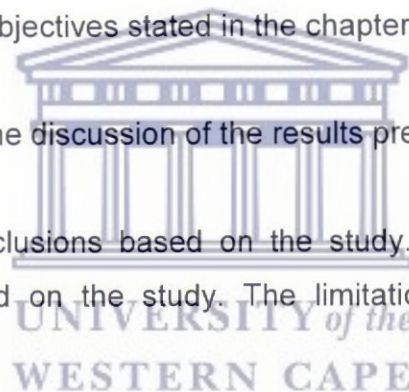 bjectives stated in the chapter
ne discussion of the results pre
clusions based on the study.
d on the study. The limitatio
UNIVERSITY of the
WESTERN CAPE